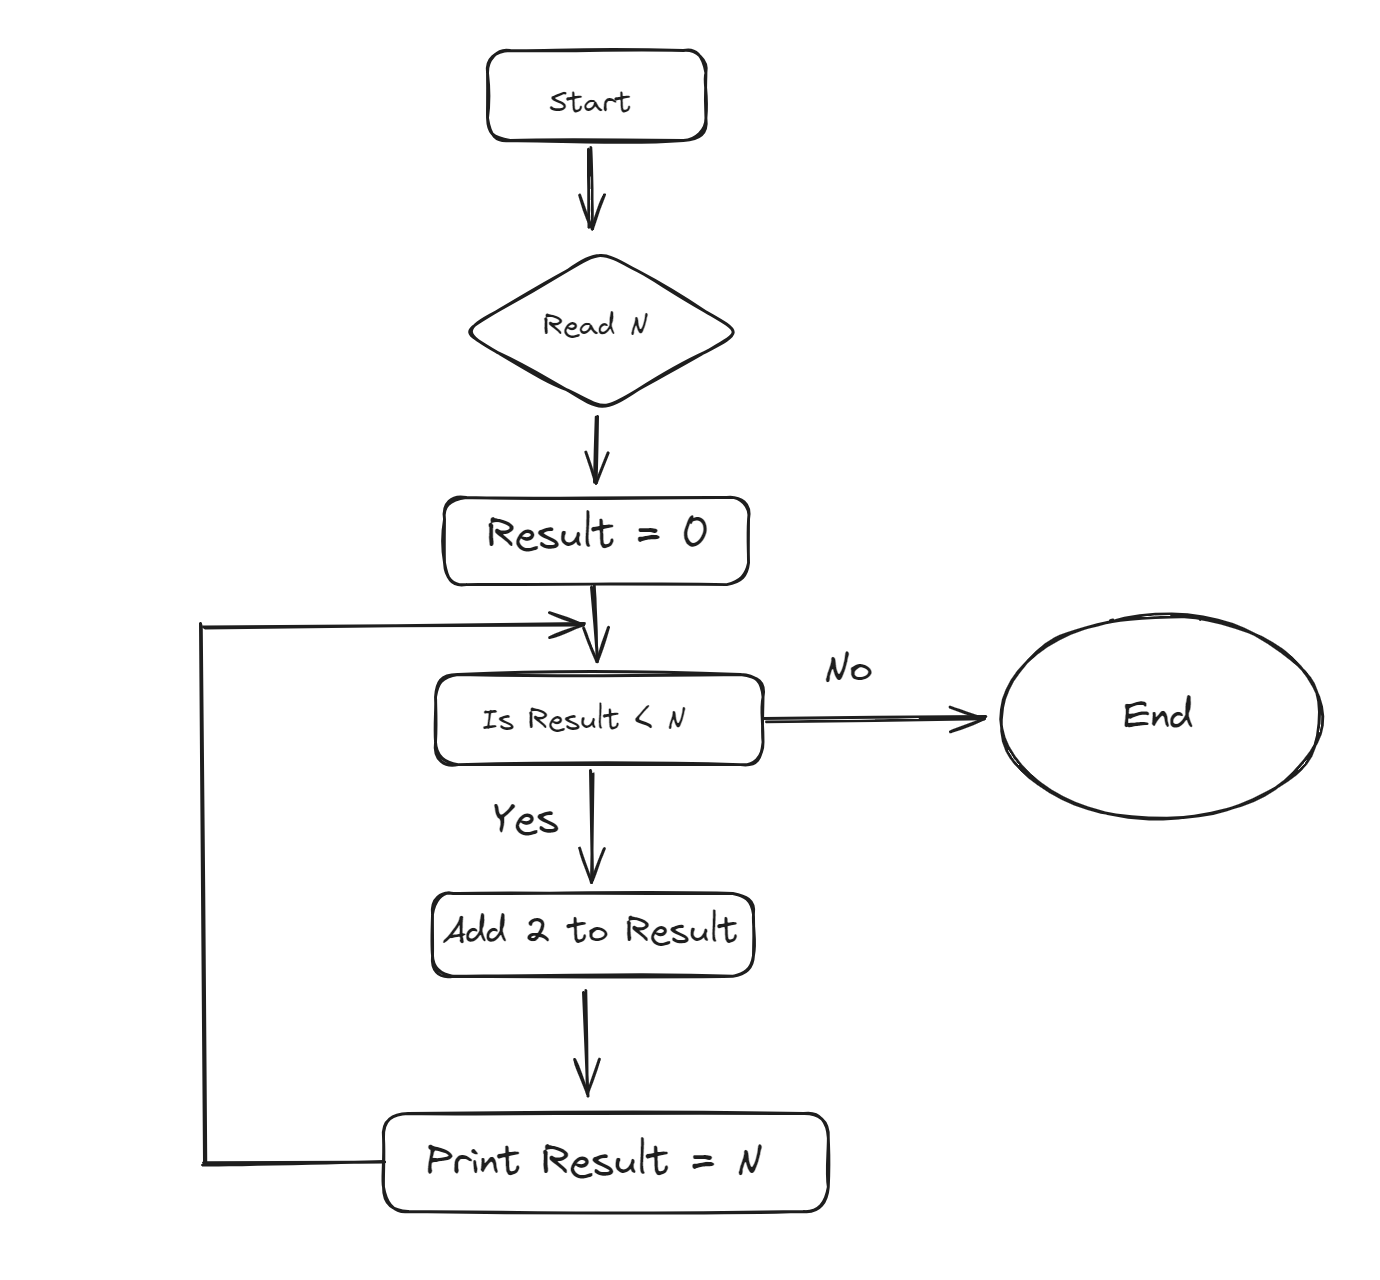 Start
Read N
Result = 0
Is Result < N
No
End
Yes
Add 2 to Result
Print Result = N